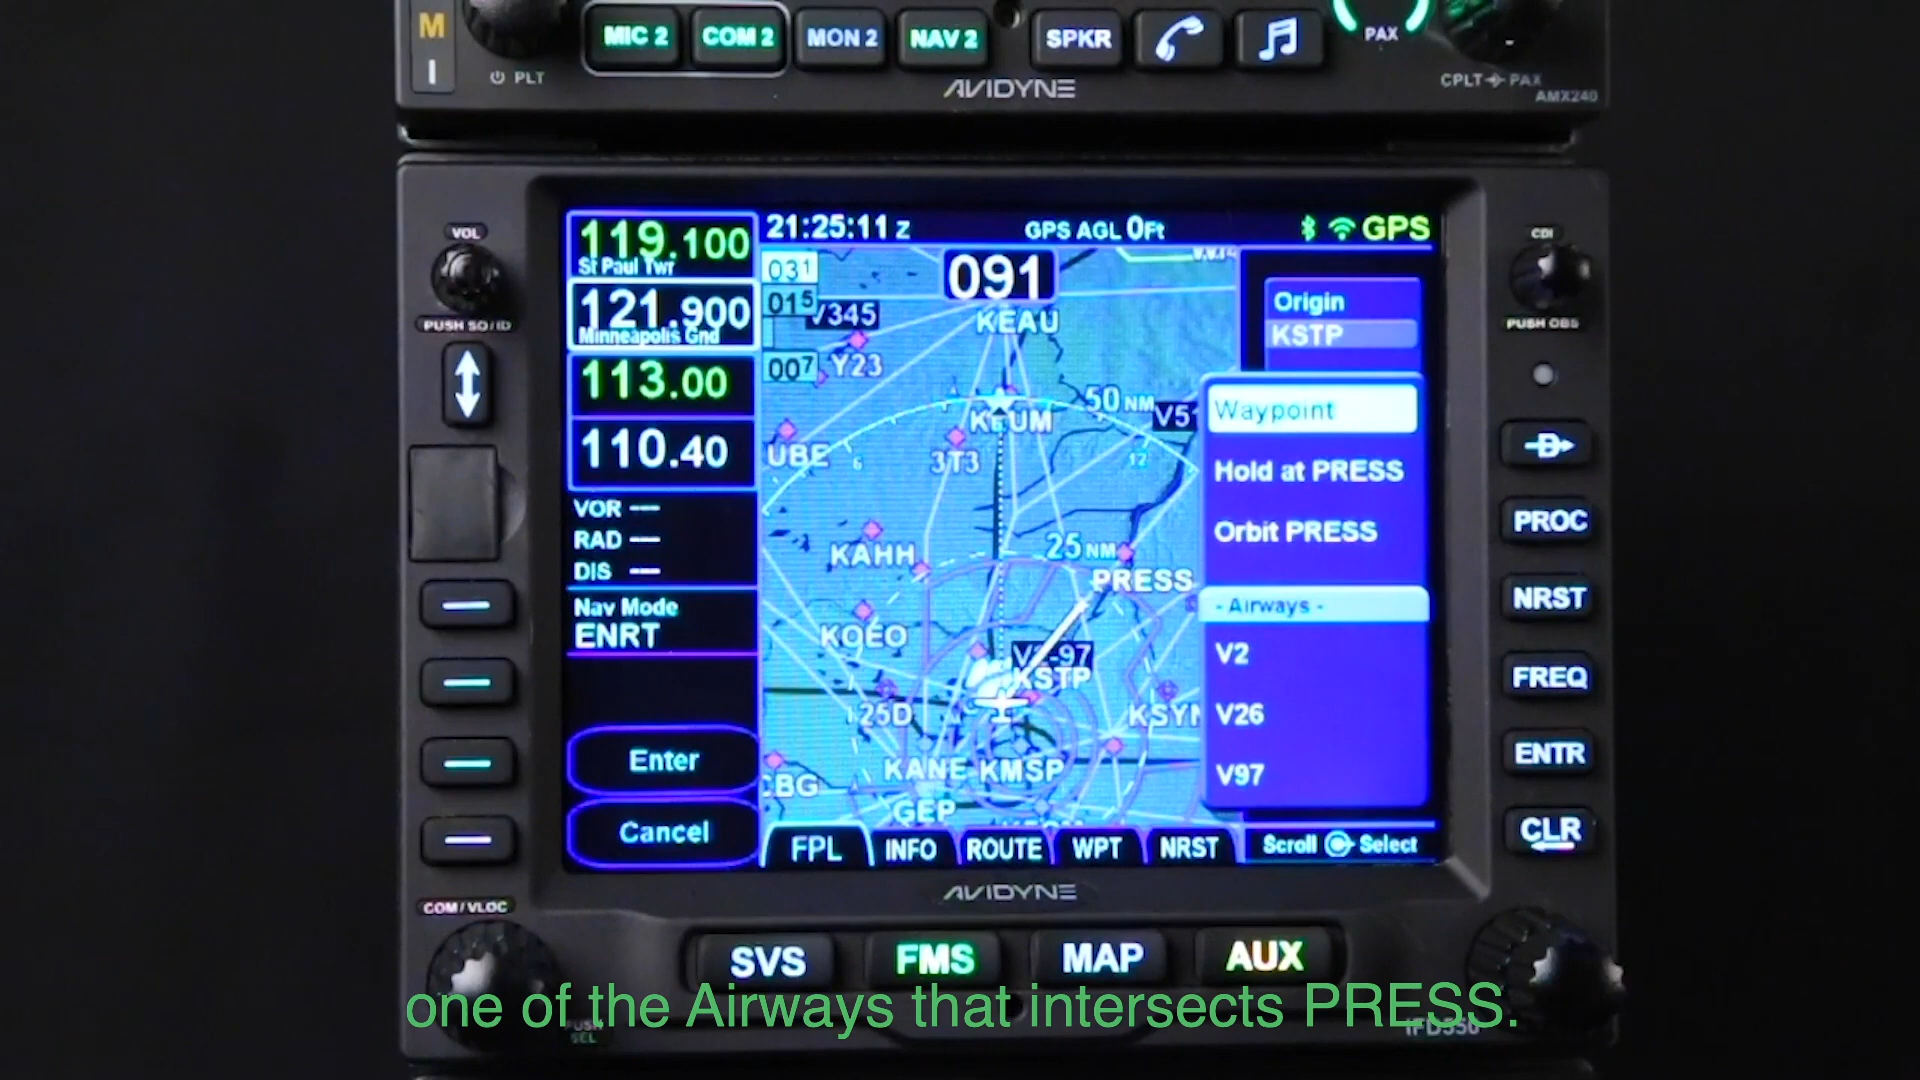 M
I
PLT
MIC 2
COM 2
MON 2
NAV 2
SPKR
PAX
CPLT PAX
AVIDYNE
AMX240
VOL
PUSH SQ/ID
COM/VLOC
119.100
St Paul Twr
121.900
Minneapolis Gnd
113.00
110.40
VOR ---
RAD ---
DIS ---
Nav Mode
ENRT
Enter
Cancel
21:25:11 Z
GPS AGL 0Ft
GPS
031
015
007
091
V345
KEAU
Y23
50 NM
V5
KEUM
UBE
6
3T3
12
KAHH
25 NM
PRESS
KOEO
V2-97
KSTP
25D
KSYN
CBG
KANE
KMSP
GEP
Origin
KSTP
Waypoint
Hold at PRESS
Orbit PRESS
- Airways -
V2
V26
V97
FPL
INFO
ROUTE
WPT
NRST
Scroll
Select
CDI
PUSH OBS
D
PROC
NRST
FREQ
ENTR
CLR
AVIDYNE
SVS
FMS
MAP
AUX
one of the Airways that intersects PRESS.
PUSH
SEL
IFD550